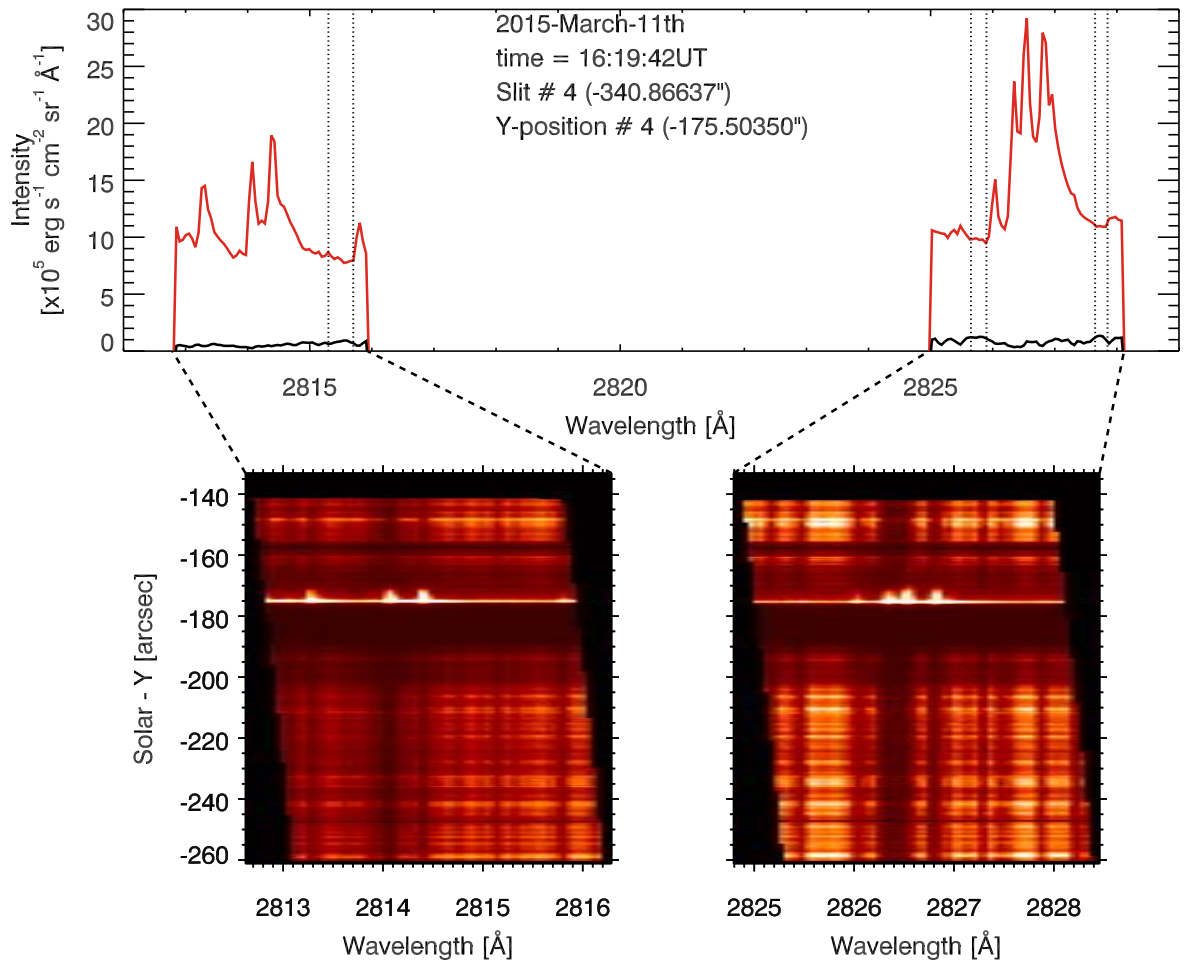 30
25
20
15
10
5
0
Intensity
[x10⁵ erg s⁻¹ cm⁻² sr⁻¹ Å⁻¹]
2015-March-11th
time = 16:19:42UT
Slit # 4 (-340.86637")
Y-position # 4 (-175.50350")
2815 2820 2825
Wavelength [Å]
-140
-160
-180
-200
-220
-240
-260
Solar - Y [arcsec]
2813 2814 2815 2816
Wavelength [Å]
2825 2826 2827 2828
Wavelength [Å]